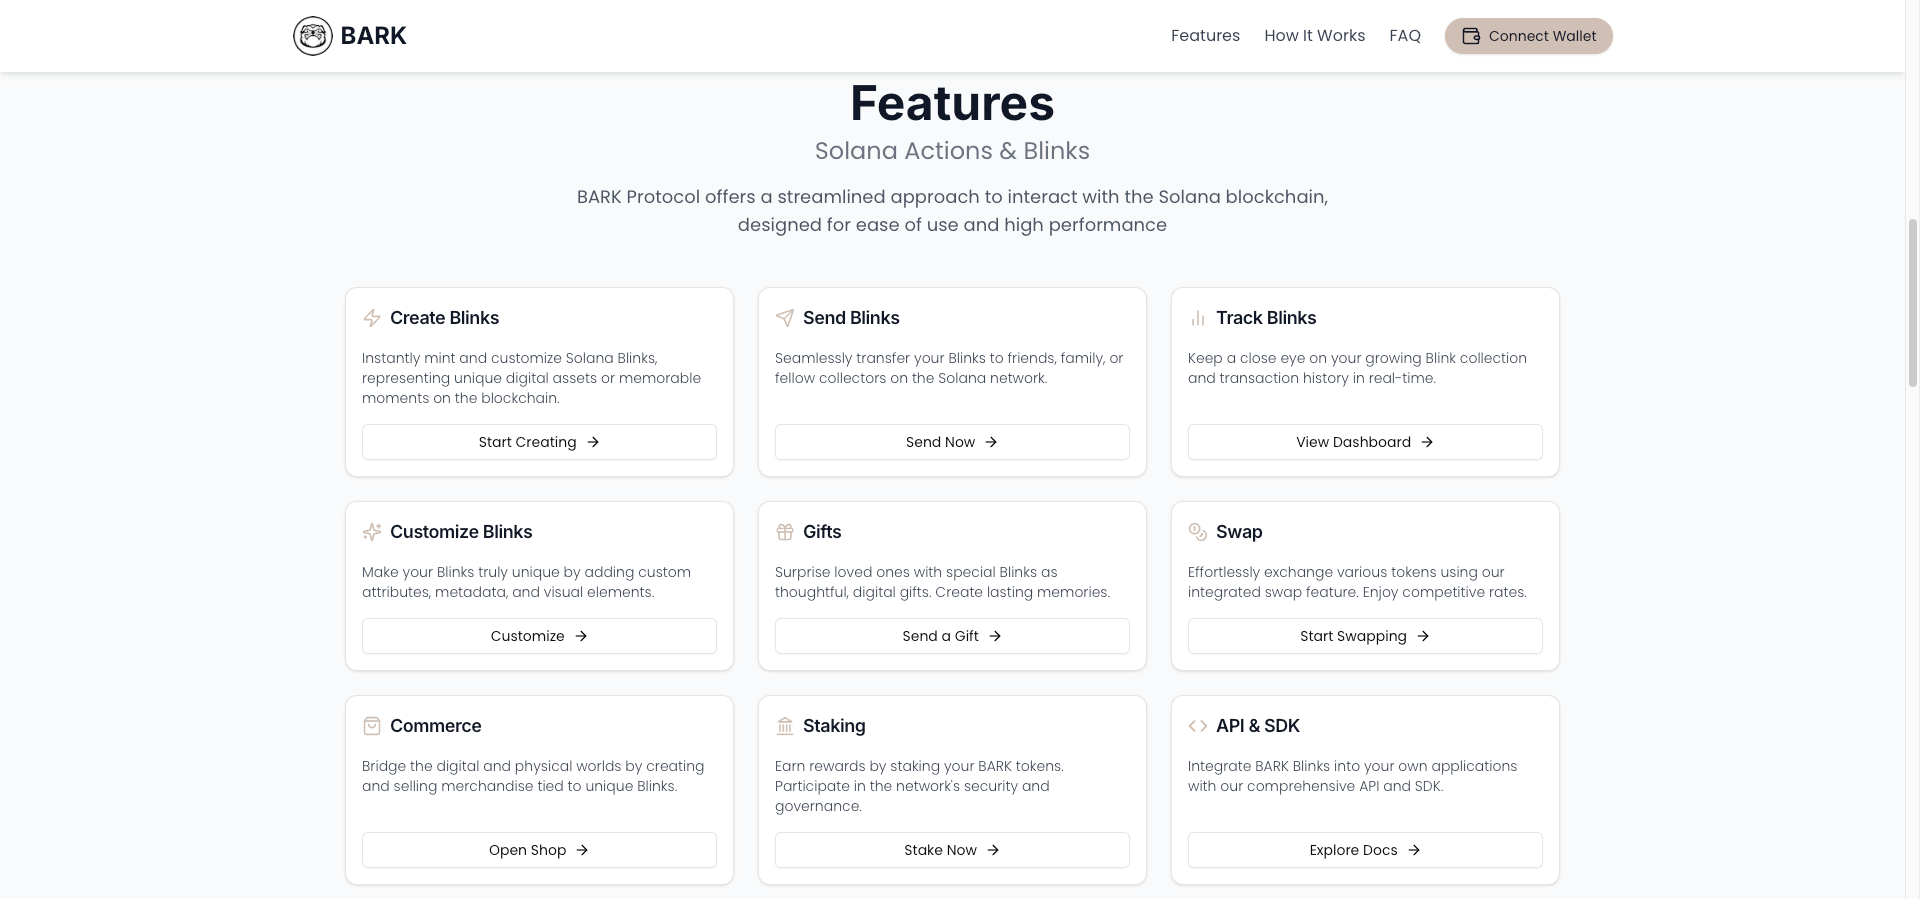 BARK
Features
How It Works
FAQ
Connect Wallet
Features
Solana Actions & Blinks
BARK Protocol offers a streamlined approach to interact with the Solana blockchain,
designed for ease of use and high performance
Create Blinks
Instantly mint and customize Solana Blinks,
representing unique digital assets or memorable
moments on the blockchain.
Start Creating
Send Blinks
Seamlessly transfer your Blinks to friends, family, or
fellow collectors on the Solana network.
Send Now
Track Blinks
Keep a close eye on your growing Blink collection
and transaction history in real-time.
View Dashboard
Customize Blinks
Make your Blinks truly unique by adding custom
attributes, metadata, and visual elements.
Customize
Gifts
Surprise loved ones with special Blinks as
thoughtful, digital gifts. Create lasting memories.
Send a Gift
Swap
Effortlessly exchange various tokens using our
integrated swap feature. Enjoy competitive rates.
Start Swapping
Commerce
Bridge the digital and physical worlds by creating
and selling merchandise tied to unique Blinks.
Open Shop
Staking
Earn rewards by staking your BARK tokens.
Participate in the network's security and
governance.
Stake Now
API & SDK
Integrate BARK Blinks into your own applications
with our comprehensive API and SDK.
Explore Docs